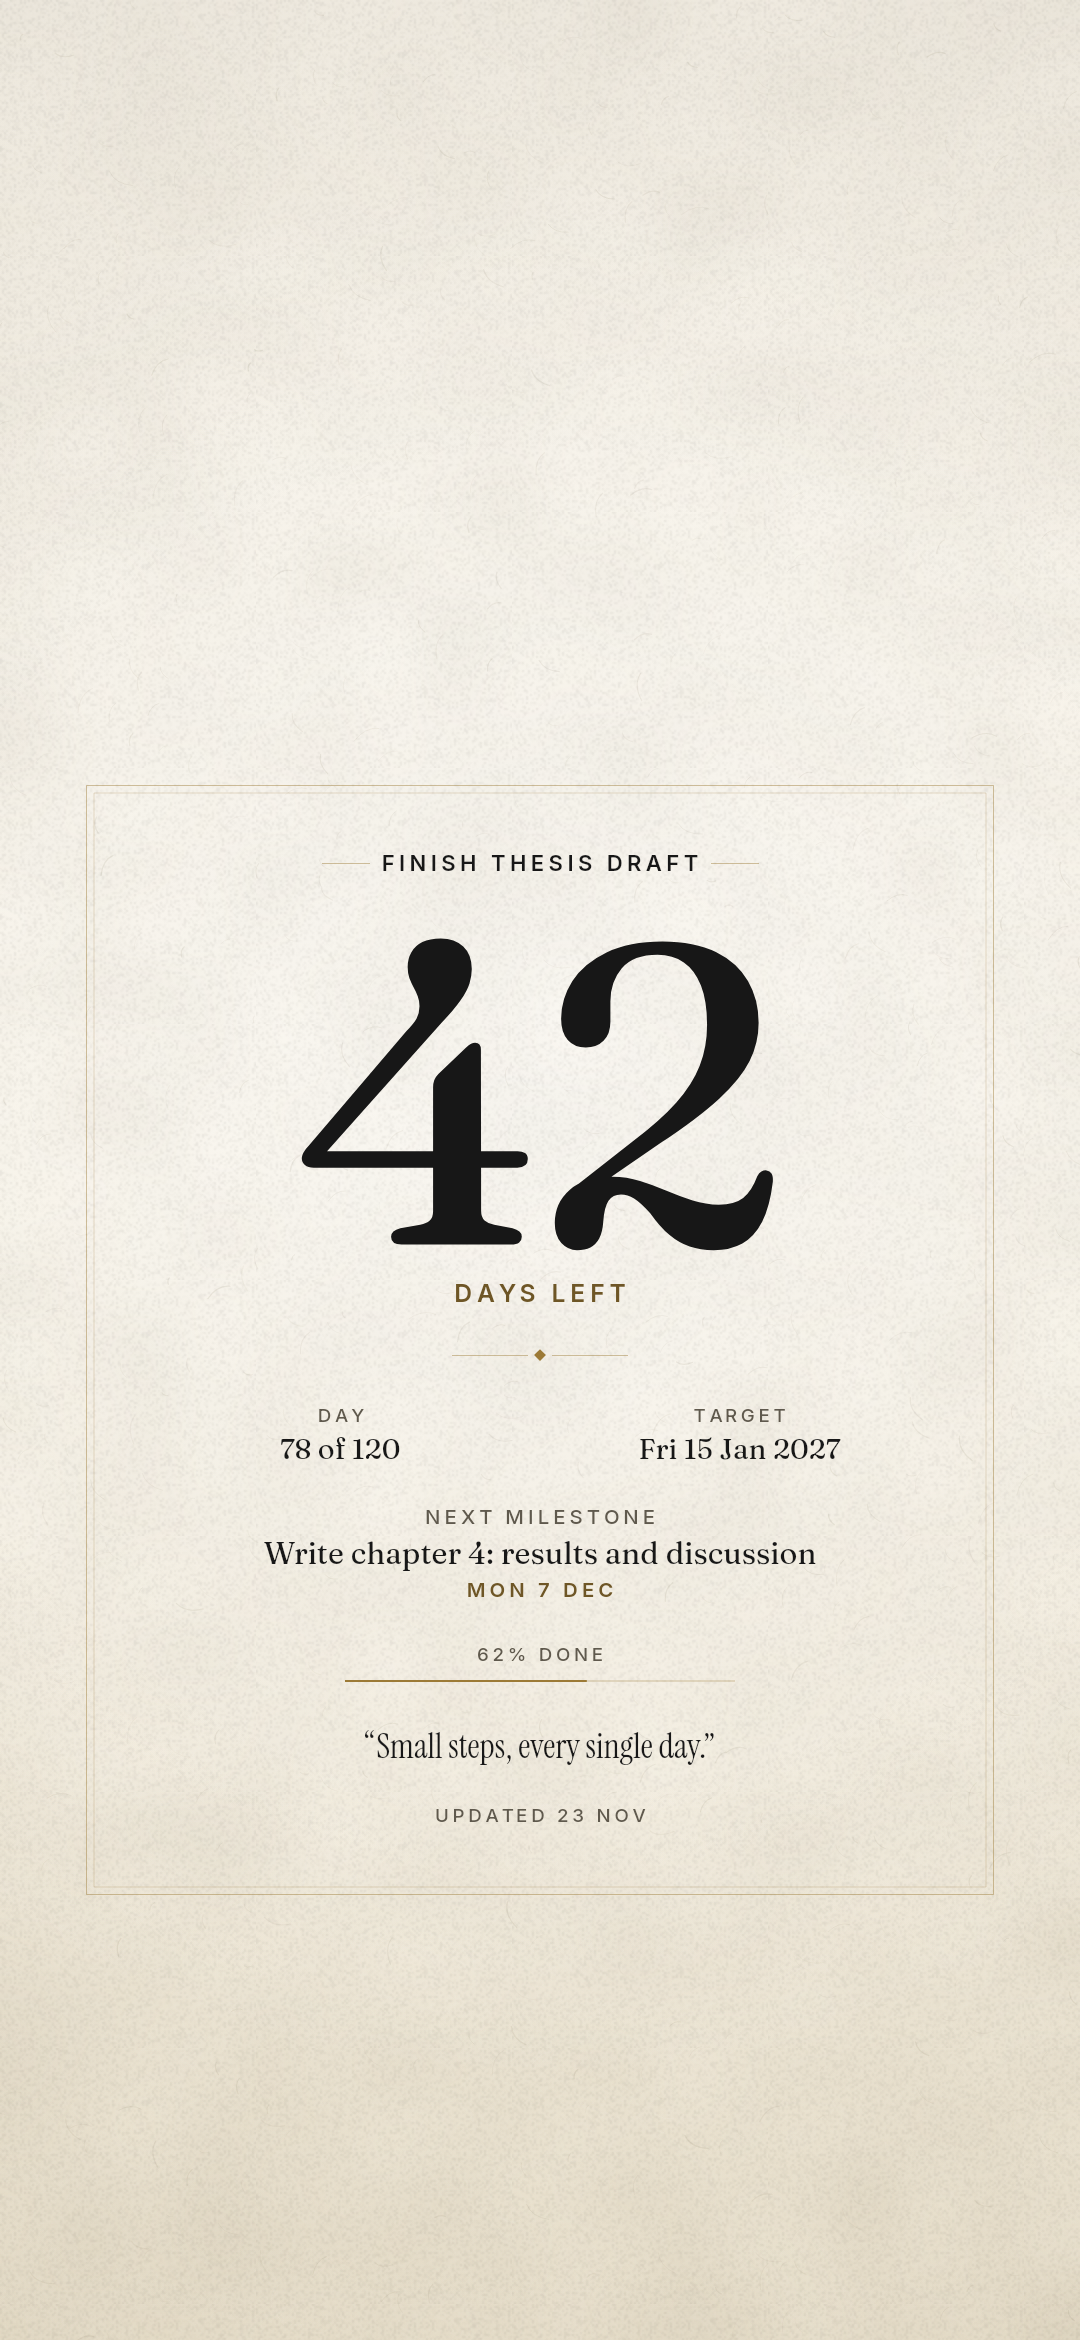 FINISH THESIS DRAFT
42
DAYS LEFT
DAY
78 of 120
TARGET
Fri 15 Jan 2027
NEXT MILESTONE
Write chapter 4: results and discussion
MON 7 DEC
62% DONE
“Small steps, every single day.”
UPDATED 23 NOV